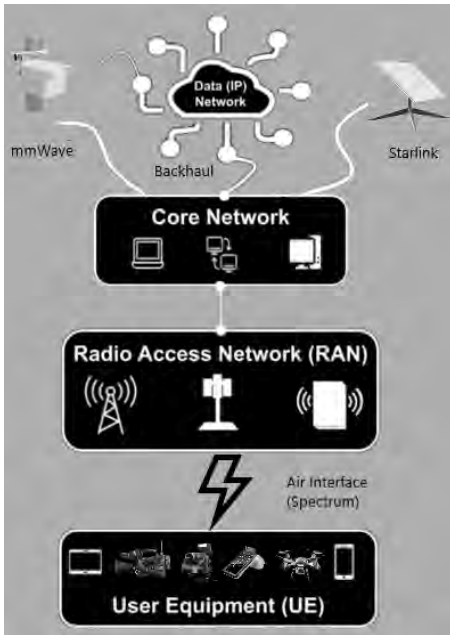 Data (IP)
Network
mmWave
Starlink
Backhaul
Core Network
Radio Access Network (RAN)
Air Interface
(Spectrum)
User Equipment (UE)